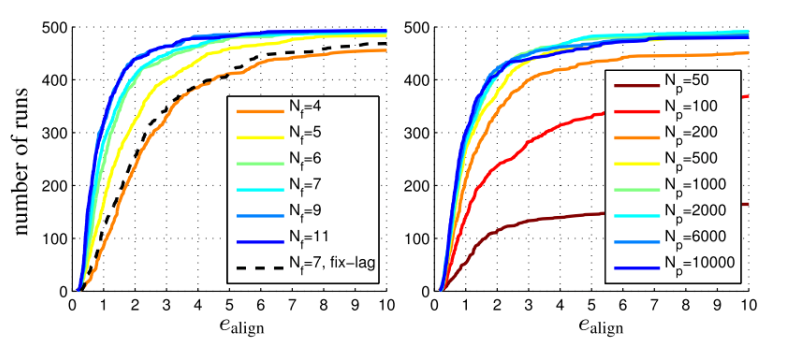 number of runs
500
400
300
200
100
0
0 1 2 3 4 5 6 7 8 9 10
e_align
N_f=4
N_f=5
N_f=6
N_f=7
N_f=9
N_f=11
N_f=7, fix-lag
500
400
300
200
100
0
0 1 2 3 4 5 6 7 8 9 10
e_align
N_p=50
N_p=100
N_p=200
N_p=500
N_p=1000
N_p=2000
N_p=6000
N_p=10000